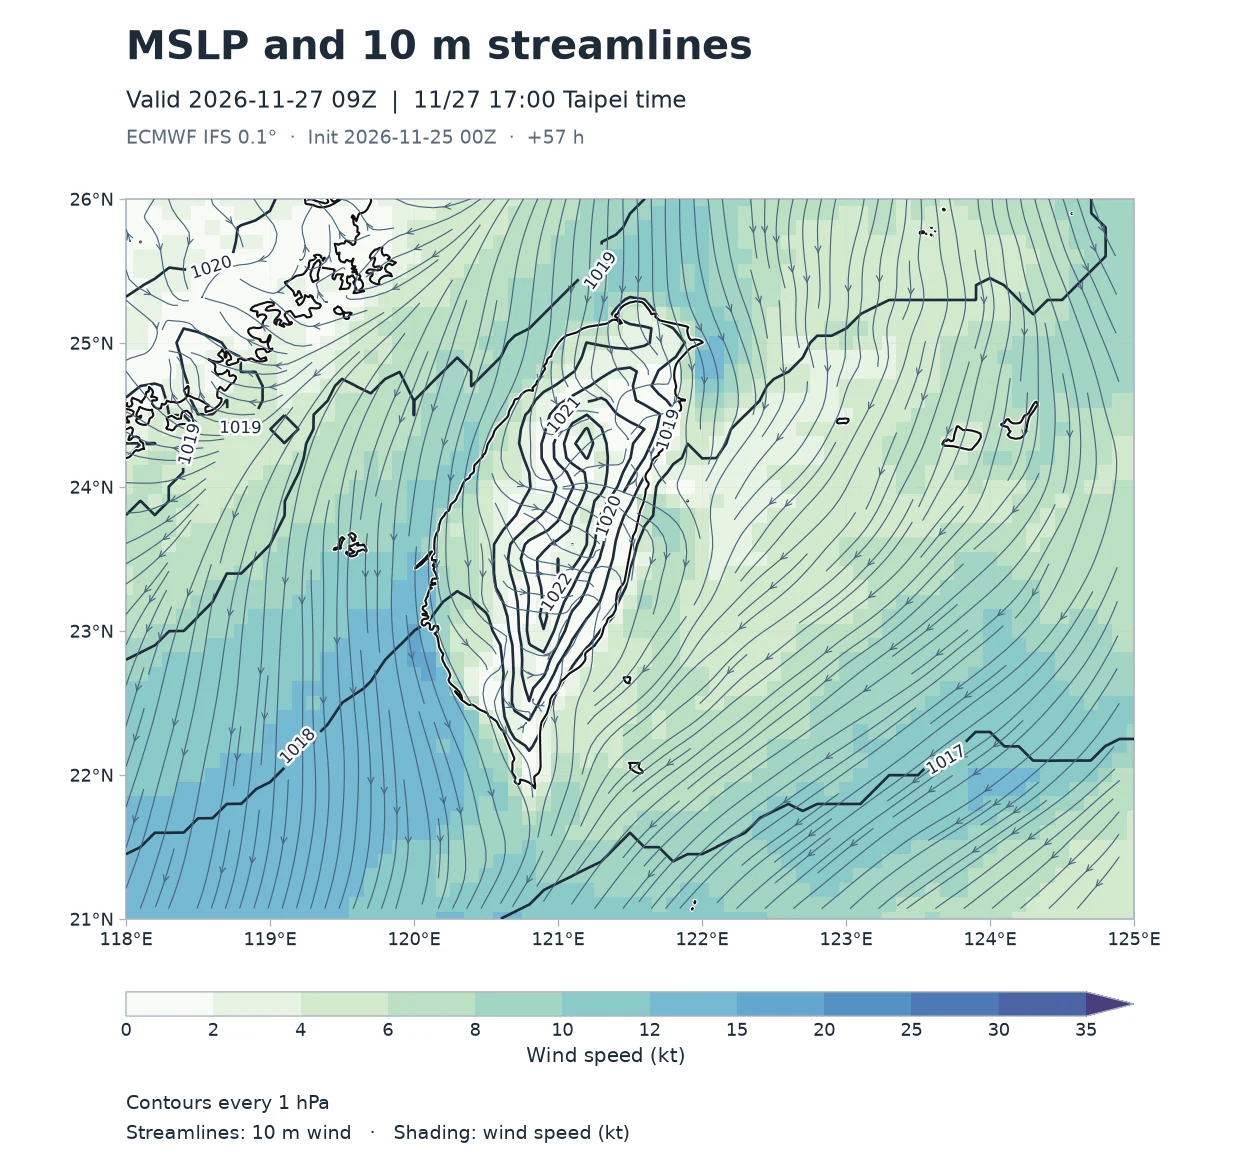 MSLP and 10 m streamlines
Valid 2026-11-27 09Z | 11/27 17:00 Taipei time
ECMWF IFS 0.1° · Init 2026-11-25 00Z · +57 h
26°N
25°N
24°N
23°N
22°N
21°N
1020
1019
1021
1019
1019
1019
1020
1022
1018
1017
118°E 119°E 120°E 121°E 122°E 123°E 124°E 125°E
0 2 4 6 8 10 12 15 20 25 30 35
Wind speed (kt)
Contours every 1 hPa
Streamlines: 10 m wind · Shading: wind speed (kt)